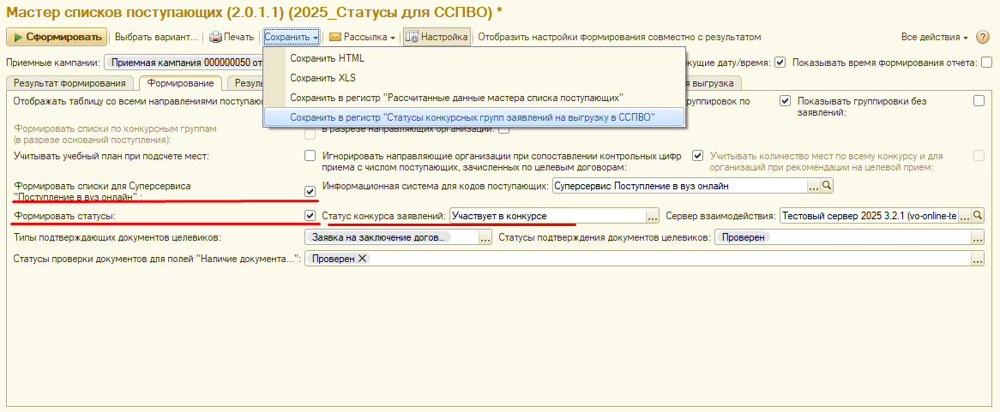 Мастер списков поступающих (2.0.1.1) (2025_Статусы для ССПВО) *
Сформировать Выбрать вариант... Печать Сохранить Рассылка Настройка Отобразить настройки формирования совместно с результатом Все действия ?
Приемные кампании: Приемная кампания 000000050 от
Сохранить HTML
Сохранить XLS
Сохранить в регистр "Рассчитанные данные мастера списка поступающих"
Сохранить в регистр "Статусы конкурсных групп заявлений на выгрузку в ССПВО"
екущие дату/время: Показывать время формирования отчета:
Результат формирования Формирование Резуль я выгрузка
Отображать таблицу со всеми направлениями поступаю руппировок по Показывать группировки без
заявлений:
Формировать списки по конкурсным группам
(в разрезе оснований поступления):
в разрезе направляющих организаций:
Учитывать учебный план при подсчете мест: Игнорировать направляющие организации при сопоставлении контрольных цифр
приема с числом поступающих, зачисленных по целевым договорам:
Учитывать количество мест по всему конкурсу и для
организаций при рекомендации на целевой прием:
Формировать списки для Суперсервиса
"Поступление в вуз онлайн" :
Информационная система для кодов поступающих: Суперсервис Поступление в вуз онлайн ...
Формировать статусы: Статус конкурса заявлений: Участвует в конкурсе ... Сервер взаимодействия: Тестовый сервер 2025 3.2.1 (vo-online-te ...
Типы подтверждающих документов целевиков: Заявка на заключение догов... ... Статусы подтверждения документов целевиков: Проверен ...
Статусы проверки документов для полей "Наличие документа...": Проверен ...